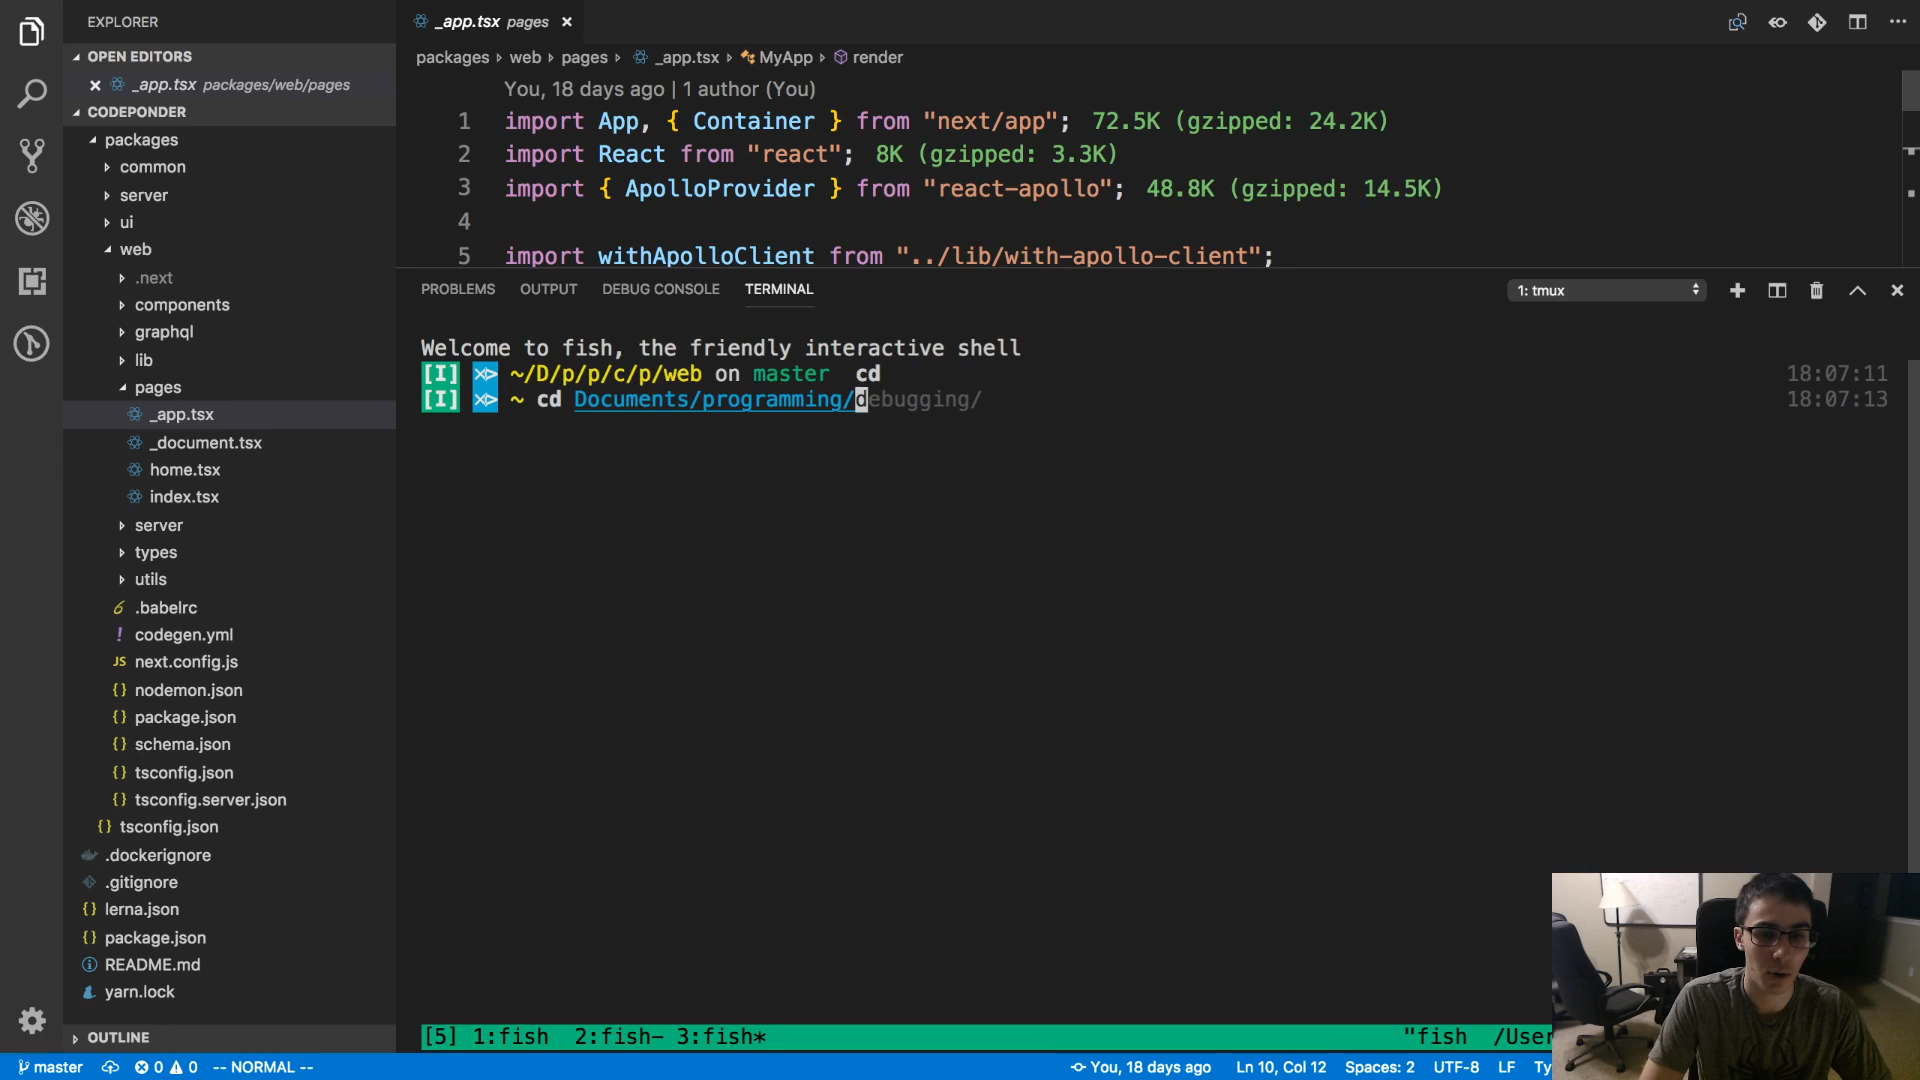 EXPLORER
OPEN EDITORS
_app.tsx packages/web/pages
CODEPONDER
packages
common
server
ui
web
.next
components
graphql
lib
pages
_app.tsx
_document.tsx
home.tsx
index.tsx
server
types
utils
.babelrc
codegen.yml
next.config.js
nodemon.json
package.json
schema.json
tsconfig.json
tsconfig.server.json
tsconfig.json
.dockerignore
.gitignore
lerna.json
package.json
README.md
yarn.lock
OUTLINE
_app.tsx pages
packages › web › pages › _app.tsx › MyApp › render
You, 18 days ago | 1 author (You)
1 import App, { Container } from "next/app"; 72.5K (gzipped: 24.2K)
2 import React from "react"; 8K (gzipped: 3.3K)
3 import { ApolloProvider } from "react-apollo"; 48.8K (gzipped: 14.5K)
4
5 import withApolloClient from "../lib/with-apollo-client";
PROBLEMS OUTPUT DEBUG CONSOLE TERMINAL 1: tmux
Welcome to fish, the friendly interactive shell
[I] ~/D/p/p/c/p/web on master cd 18:07:11
[I] ~ cd Documents/programming/debugging/ 18:07:13
[5] 1:fish 2:fish- 3:fish* "fish /User
master 0 0 -- NORMAL -- You, 18 days ago Ln 10, Col 12 Spaces: 2 UTF-8 LF Ty